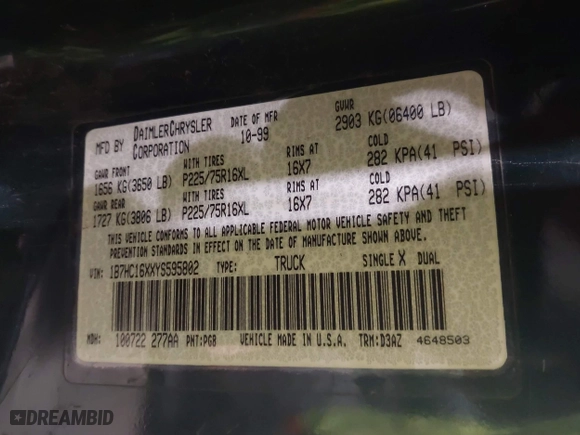 MFD BY DAIMLERCHRYSLER CORPORATION DATE OF MFR 10-99 GVWR 2903 KG(06400 LB)
GAWR FRONT WITH TIRES RIMS AT COLD
1656 KG(3650 LB) P225/75R16XL 16X7 282 KPA(41 PSI)
GAWR REAR WITH TIRES RIMS AT COLD
1727 KG(3806 LB) P225/75R16XL 16X7 282 KPA(41 PSI)
THIS VEHICLE CONFORMS TO ALL APPLICABLE FEDERAL MOTOR VEHICLE SAFETY AND THEFT
PREVENTION STANDARDS IN EFFECT ON THE DATE OF MANUFACTURE SHOWN ABOVE.
VIN: 1B7HC16XXYS595802 TYPE: TRUCK SINGLE X DUAL
MDH: 100722 277AA PNT:PG8 VEHICLE MADE IN U.S.A. TRM:D3AZ 4648503
DREAMBID